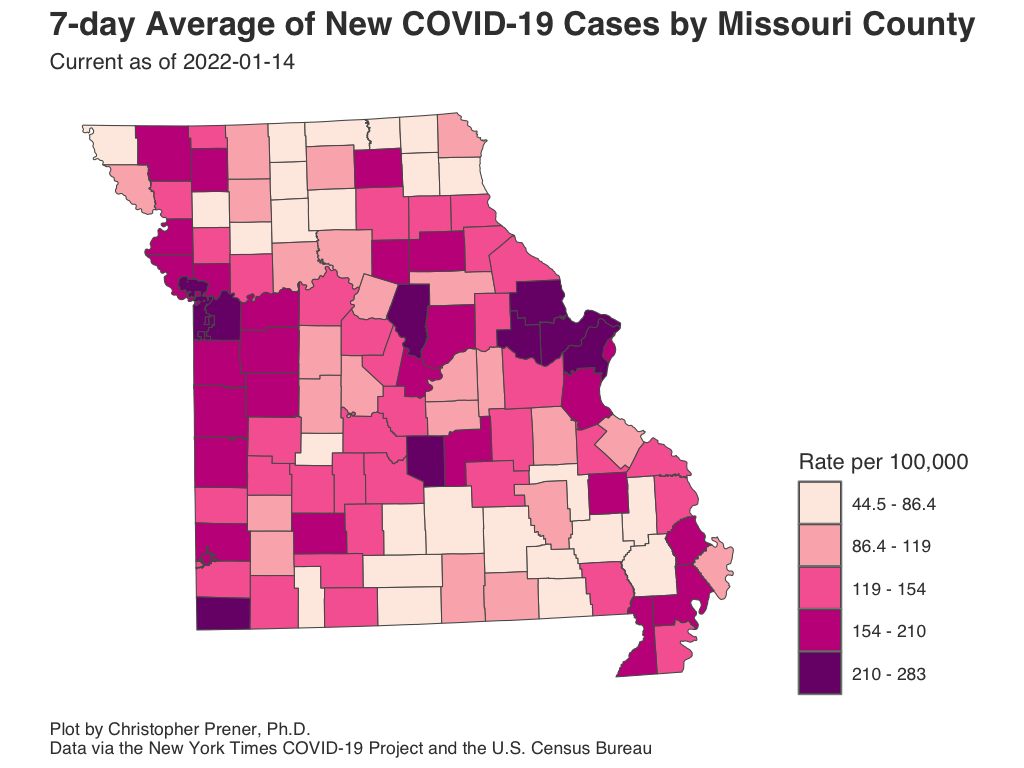 7-day Average of New COVID-19 Cases by Missouri County
Current as of 2022-01-14
Rate per 100,000
44.5 - 86.4
86.4 - 119
119 - 154
154 - 210
210 - 283
Plot by Christopher Prener, Ph.D.
Data via the New York Times COVID-19 Project and the U.S. Census Bureau